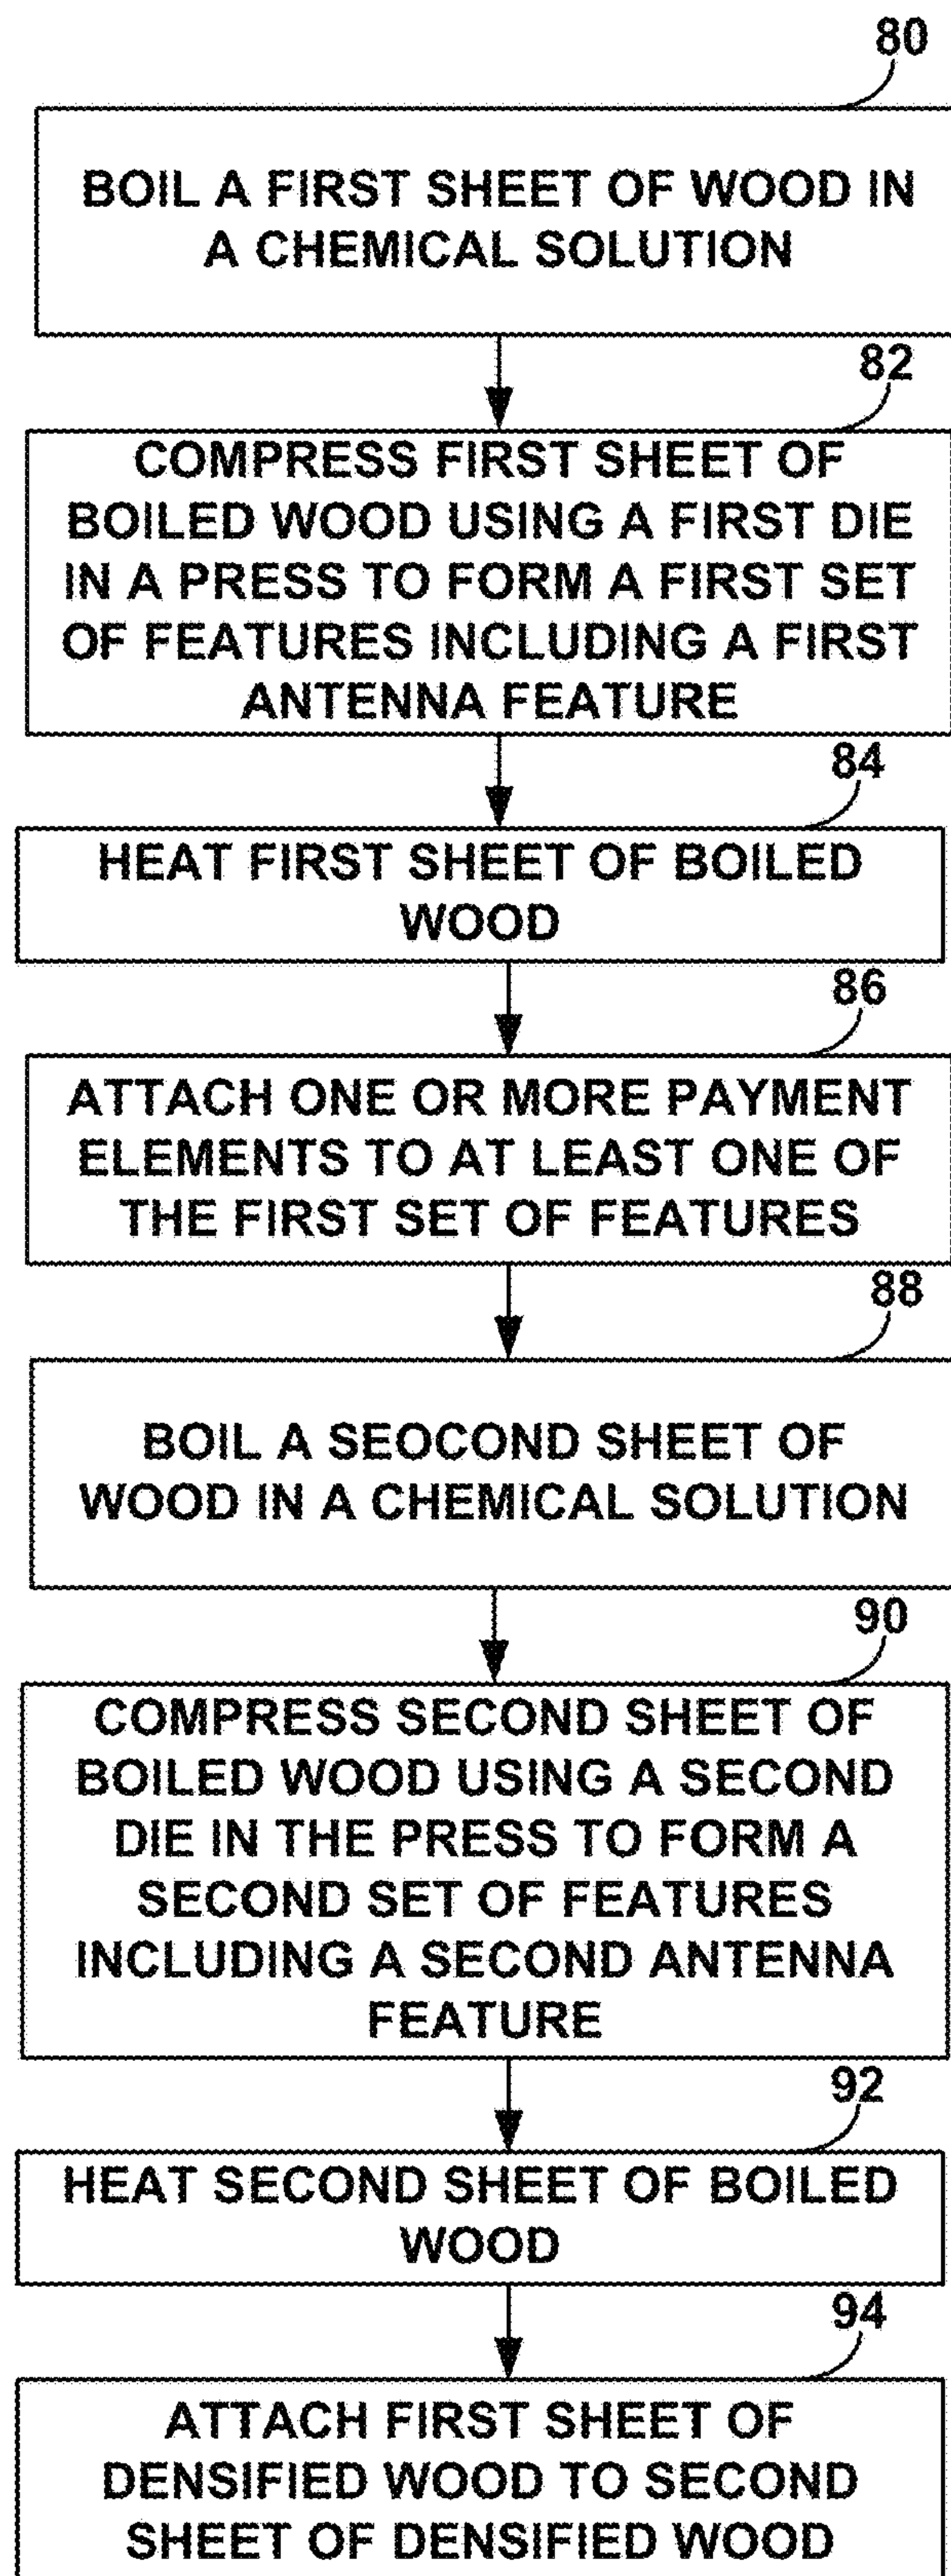 80
BOIL A FIRST SHEET OF WOOD IN
A CHEMICAL SOLUTION
82
COMPRESS FIRST SHEET OF
BOILED WOOD USING A FIRST DIE
IN A PRESS TO FORM A FIRST SET
OF FEATURES INCLUDING A FIRST
ANTENNA FEATURE
84
HEAT FIRST SHEET OF BOILED
WOOD
86
ATTACH ONE OR MORE PAYMENT
ELEMENTS TO AT LEAST ONE OF
THE FIRST SET OF FEATURES
88
BOIL A SEOCOND SHEET OF
WOOD IN A CHEMICAL SOLUTION
90
COMPRESS SECOND SHEET OF
BOILED WOOD USING A SECOND
DIE IN THE PRESS TO FORM A
SECOND SET OF FEATURES
INCLUDING A SECOND ANTENNA
FEATURE
92
HEAT SECOND SHEET OF BOILED
WOOD
94
ATTACH FIRST SHEET OF
DENSIFIED WOOD TO SECOND
SHEET OF DENSIFIED WOOD